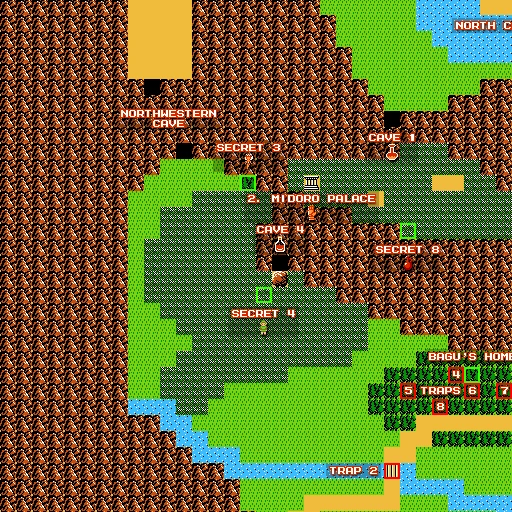 NORTH C
NORTHWESTERN
CAVE
CAVE 1
SECRET 3
2. MIDORO PALACE
CAVE 4
SECRET 8
SECRET 4
BAGU'S HOME
4
5 TRAPS 6 7
8
TRAP 2